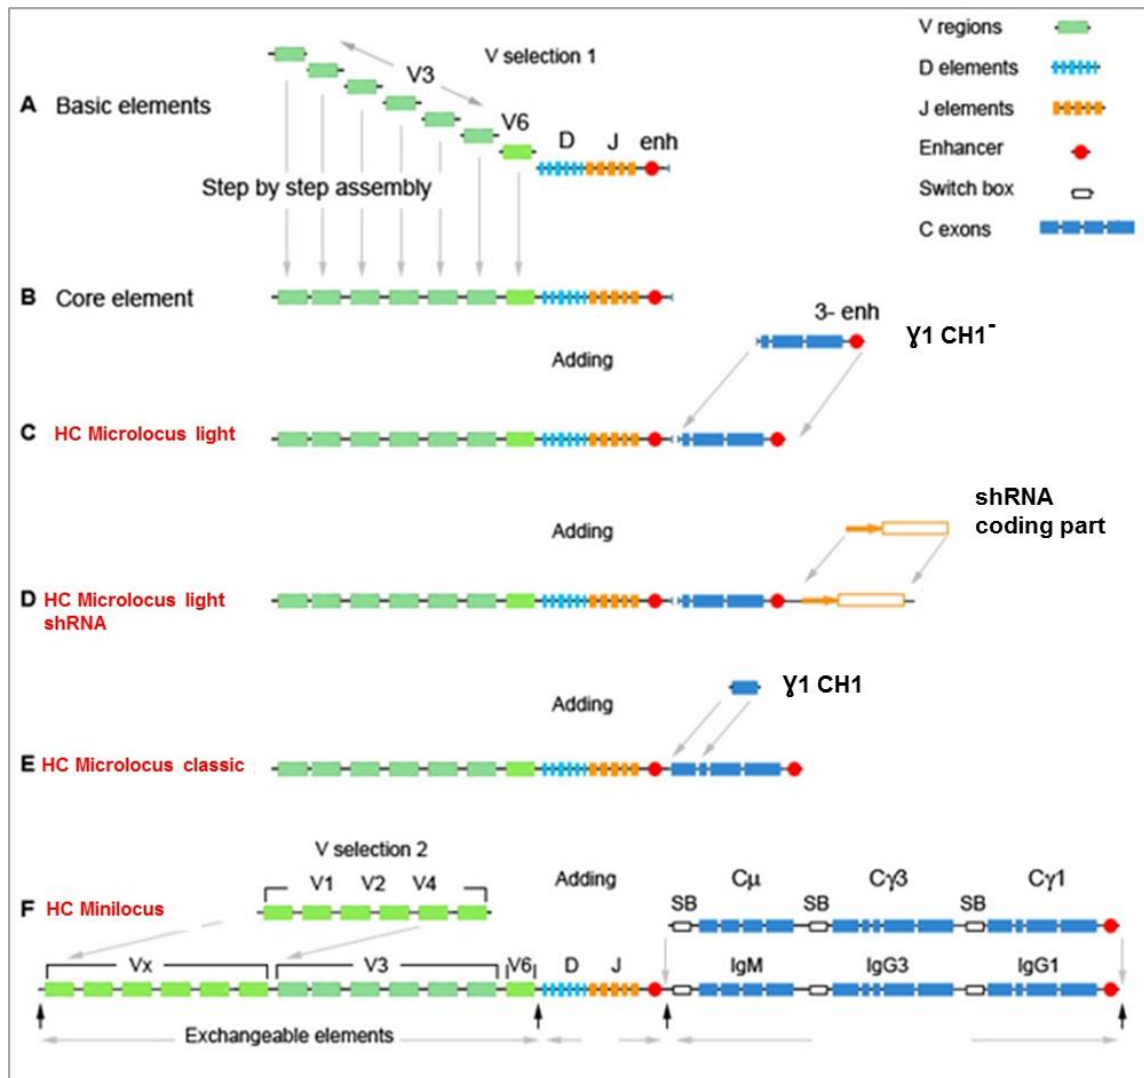 V regions
D elements
J elements
Enhancer
Switch box
C exons
V selection 1
V3
A Basic elements
V6
D J enh
Step by step assembly
B Core element
3- enh
Ɣ1 CH1⁻
Adding
C HC Microlocus light
shRNA
coding part
Adding
D HC Microlocus light
shRNA
Ɣ1 CH1
Adding
E HC Microlocus classic
V selection 2
V1 V2 V4
Adding
Cμ Cγ3 Cγ1
F HC Minilocus
SB SB SB
Vx V3 V6 D J IgM IgG3 IgG1
Exchangeable elements